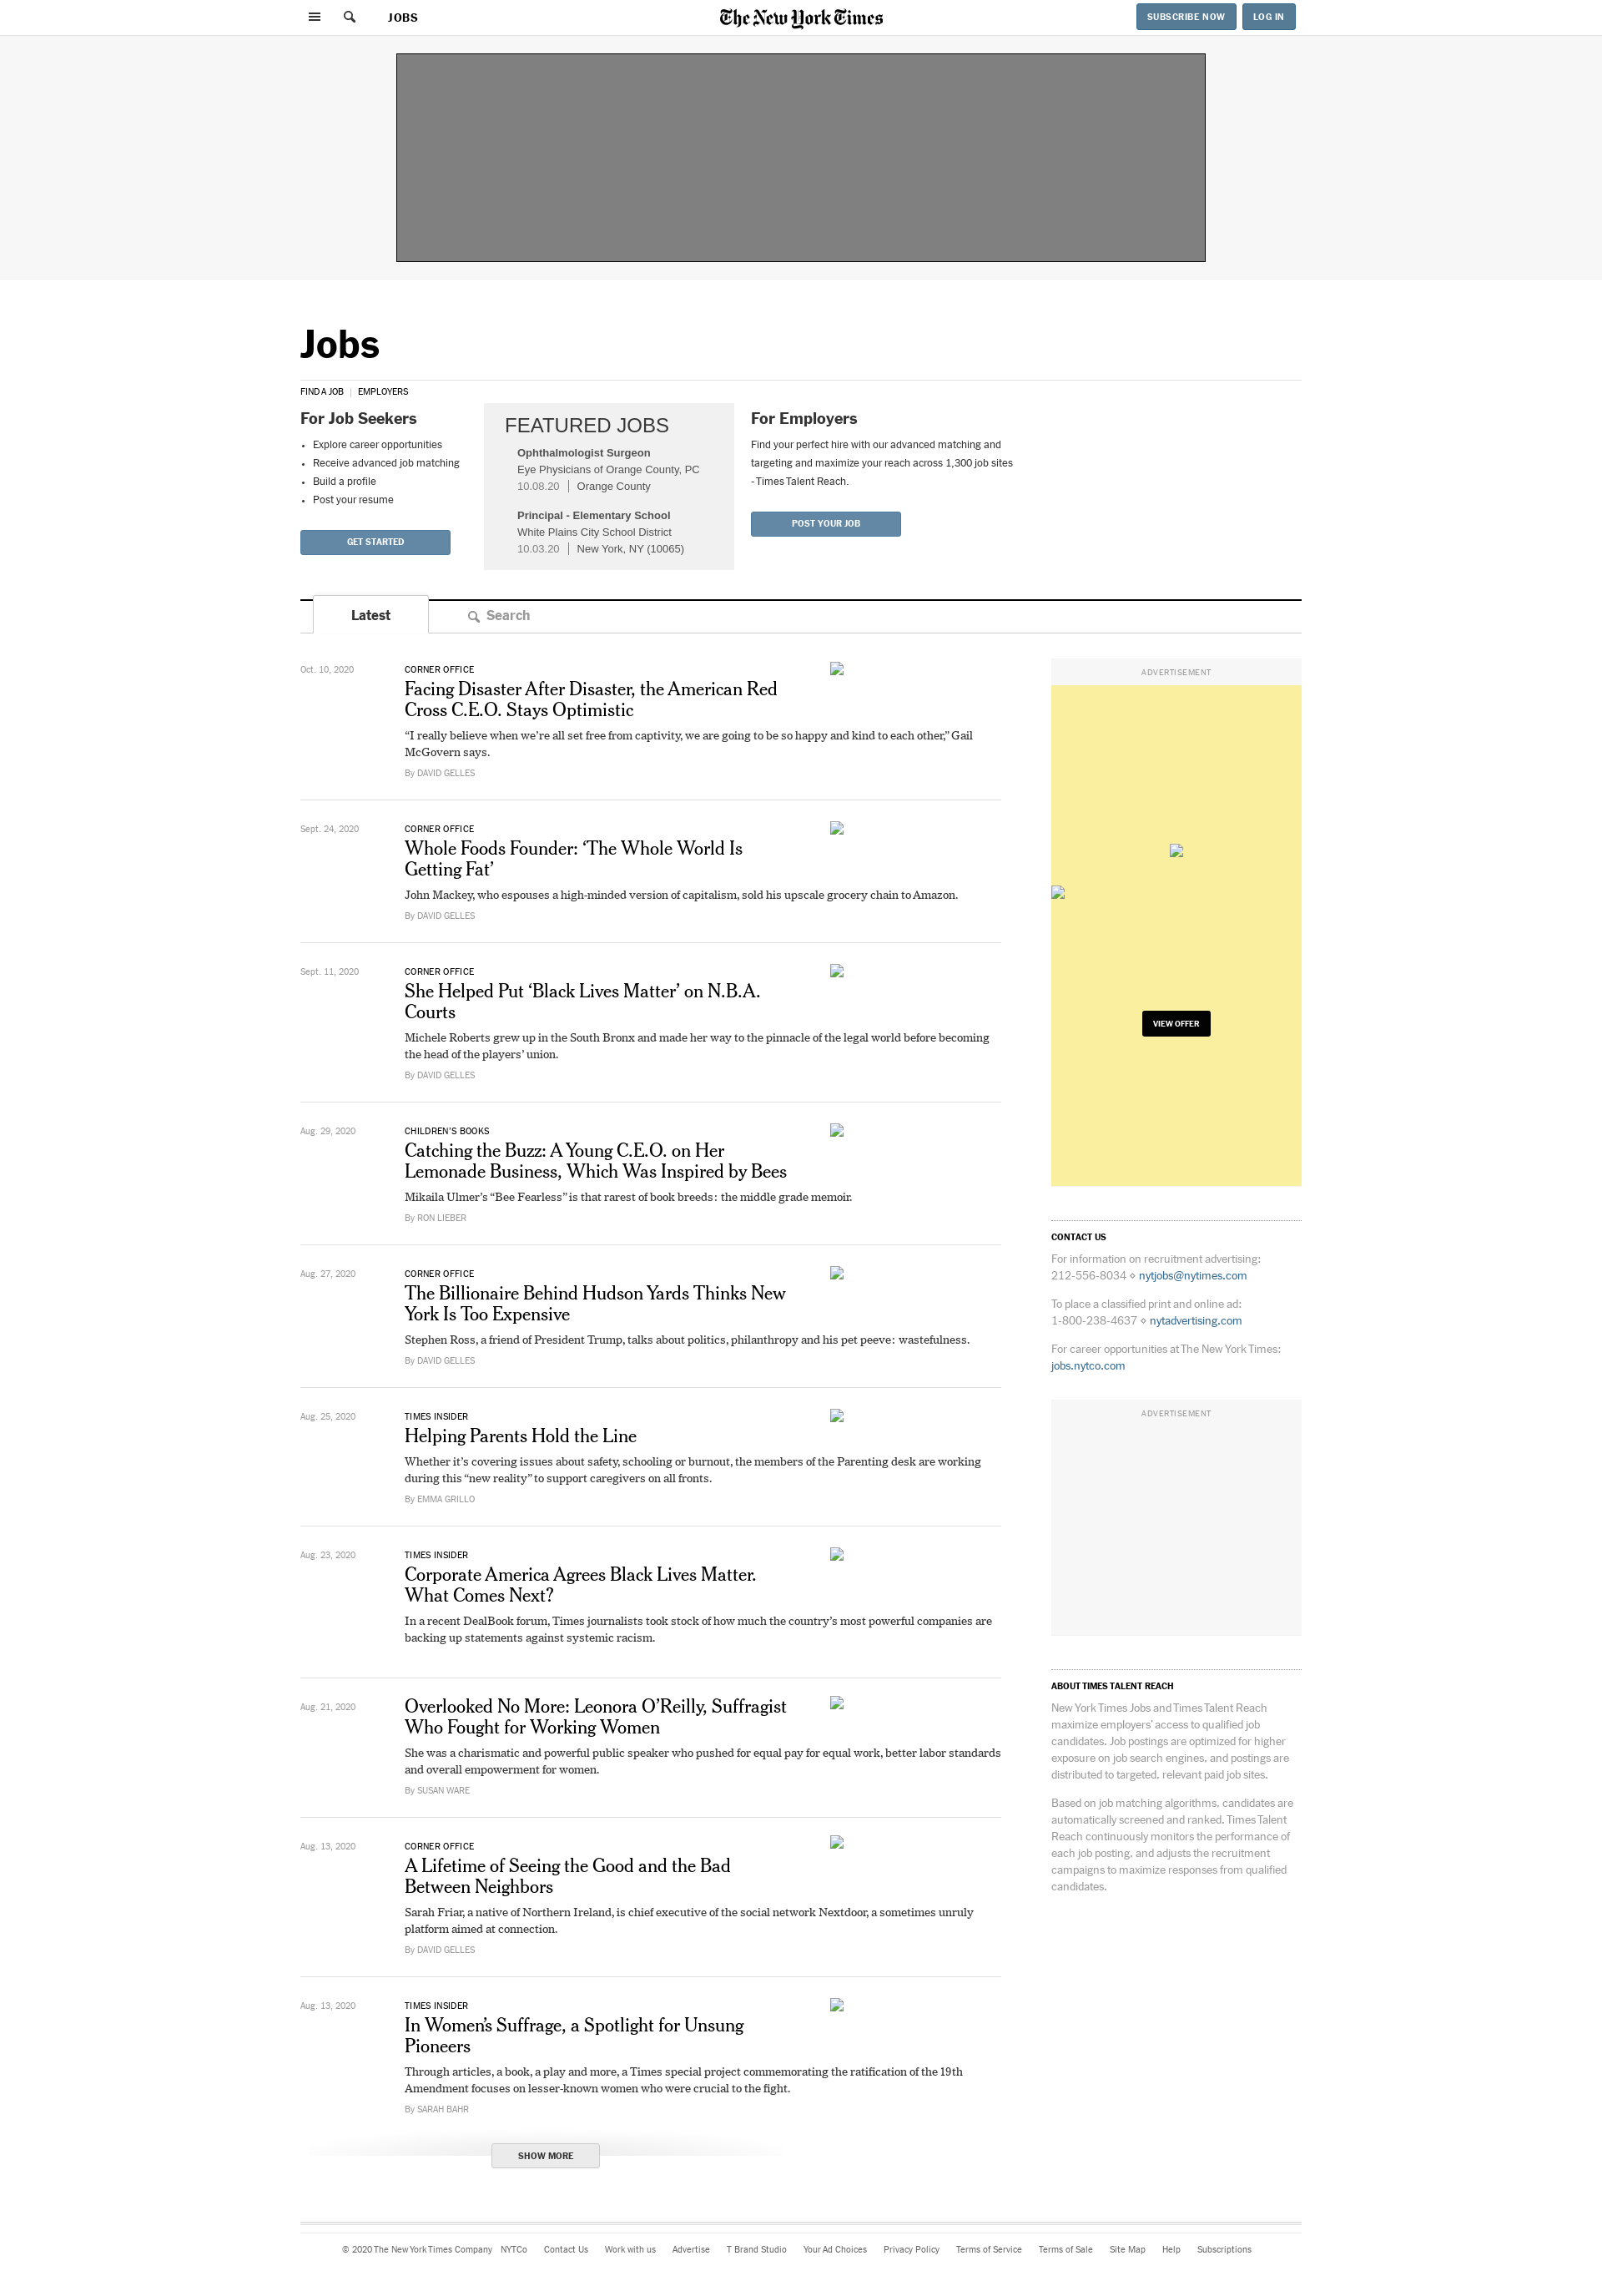 JOBS
The New York Times
SUBSCRIBE NOW
LOG IN
Jobs
FIND A JOB | EMPLOYERS
For Job Seekers
• Explore career opportunities
• Receive advanced job matching
• Build a profile
• Post your resume
GET STARTED
FEATURED JOBS
Ophthalmologist Surgeon
Eye Physicians of Orange County, PC
10.08.20 | Orange County
Principal - Elementary School
White Plains City School District
10.03.20 | New York, NY (10065)
For Employers
Find your perfect hire with our advanced matching and
targeting and maximize your reach across 1,300 job sites
- Times Talent Reach.
POST YOUR JOB
Latest
Search
Oct. 10, 2020
CORNER OFFICE
Facing Disaster After Disaster, the American Red
Cross C.E.O. Stays Optimistic
“I really believe when we’re all set free from captivity, we are going to be so happy and kind to each other,” Gail
McGovern says.
By DAVID GELLES
Sept. 24, 2020
CORNER OFFICE
Whole Foods Founder: ‘The Whole World Is
Getting Fat’
John Mackey, who espouses a high-minded version of capitalism, sold his upscale grocery chain to Amazon.
By DAVID GELLES
Sept. 11, 2020
CORNER OFFICE
She Helped Put ‘Black Lives Matter’ on N.B.A.
Courts
Michele Roberts grew up in the South Bronx and made her way to the pinnacle of the legal world before becoming
the head of the players’ union.
By DAVID GELLES
Aug. 29, 2020
CHILDREN’S BOOKS
Catching the Buzz: A Young C.E.O. on Her
Lemonade Business, Which Was Inspired by Bees
Mikaila Ulmer’s “Bee Fearless” is that rarest of book breeds: the middle grade memoir.
By RON LIEBER
Aug. 27, 2020
CORNER OFFICE
The Billionaire Behind Hudson Yards Thinks New
York Is Too Expensive
Stephen Ross, a friend of President Trump, talks about politics, philanthropy and his pet peeve: wastefulness.
By DAVID GELLES
Aug. 25, 2020
TIMES INSIDER
Helping Parents Hold the Line
Whether it’s covering issues about safety, schooling or burnout, the members of the Parenting desk are working
during this “new reality” to support caregivers on all fronts.
By EMMA GRILLO
Aug. 23, 2020
TIMES INSIDER
Corporate America Agrees Black Lives Matter.
What Comes Next?
In a recent DealBook forum, Times journalists took stock of how much the country’s most powerful companies are
backing up statements against systemic racism.
Aug. 21, 2020
Overlooked No More: Leonora O’Reilly, Suffragist
Who Fought for Working Women
She was a charismatic and powerful public speaker who pushed for equal pay for equal work, better labor standards
and overall empowerment for women.
By SUSAN WARE
Aug. 13, 2020
CORNER OFFICE
A Lifetime of Seeing the Good and the Bad
Between Neighbors
Sarah Friar, a native of Northern Ireland, is chief executive of the social network Nextdoor, a sometimes unruly
platform aimed at connection.
By DAVID GELLES
Aug. 13, 2020
TIMES INSIDER
In Women’s Suffrage, a Spotlight for Unsung
Pioneers
Through articles, a book, a play and more, a Times special project commemorating the ratification of the 19th
Amendment focuses on lesser-known women who were crucial to the fight.
By SARAH BAHR
SHOW MORE
ADVERTISEMENT
VIEW OFFER
CONTACT US
For information on recruitment advertising:
212-556-8034 ⋄ nytjobs@nytimes.com
To place a classified print and online ad:
1-800-238-4637 ⋄ nytadvertising.com
For career opportunities at The New York Times:
jobs.nytco.com
ADVERTISEMENT
ABOUT TIMES TALENT REACH
New York Times Jobs and Times Talent Reach
maximize employers’ access to qualified job
candidates. Job postings are optimized for higher
exposure on job search engines, and postings are
distributed to targeted, relevant paid job sites.
Based on job matching algorithms, candidates are
automatically screened and ranked. Times Talent
Reach continuously monitors the performance of
each job posting, and adjusts the recruitment
campaigns to maximize responses from qualified
candidates.
© 2020 The New York Times Company NYTCo Contact Us Work with us Advertise T Brand Studio Your Ad Choices Privacy Policy Terms of Service Terms of Sale Site Map Help Subscriptions